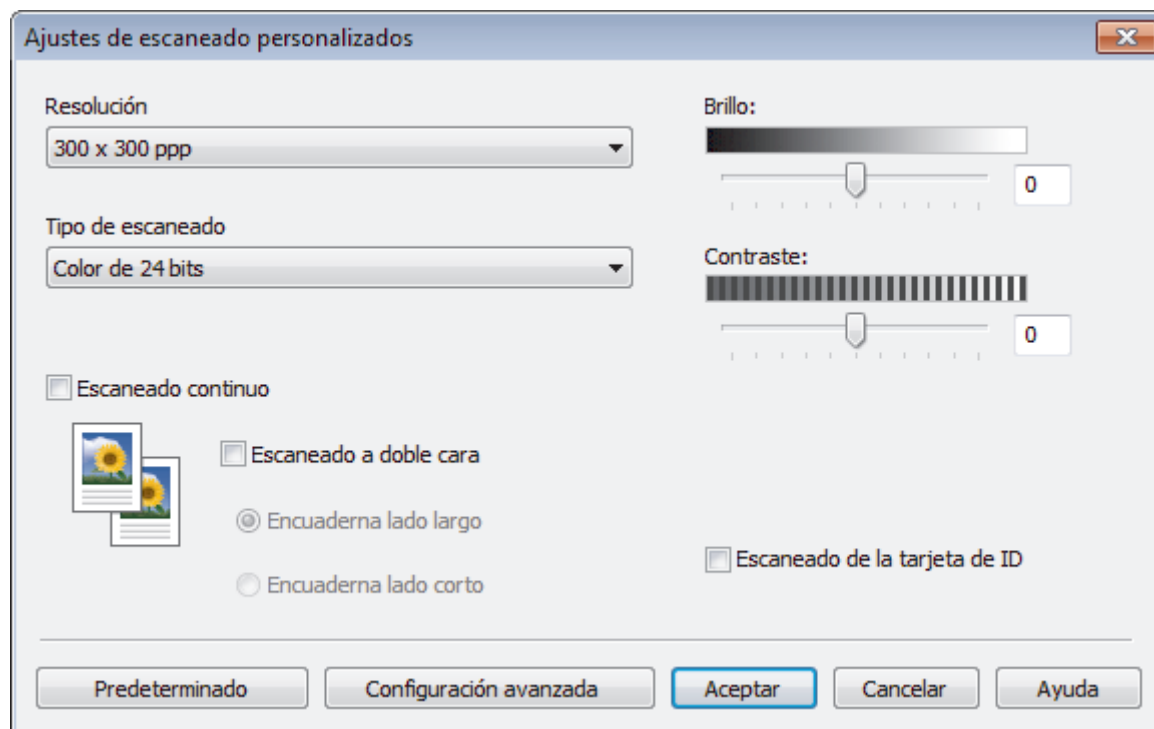 Ajustes de escaneado personalizados
Resolución
300 x 300 ppp
Tipo de escaneado
Color de 24 bits
Escaneado continuo
Escaneado a doble cara
Encuaderna lado largo
Encuaderna lado corto
Brillo:
0
Contraste:
0
Escaneado de la tarjeta de ID
Predeterminado Configuración avanzada Aceptar Cancelar Ayuda